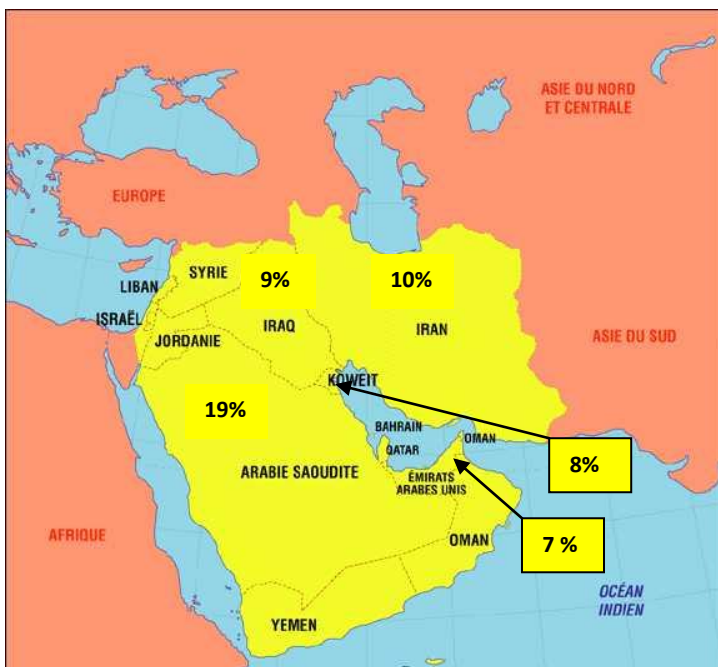 ASIE DU NORD
ET CENTRALE
EUROPE
SYRIE
9%
10%
LIBAN
ISRAËL
IRAQ
IRAN
JORDANIE
ASIE DU SUD
KOWEIT
19%
BAHRAÏN
OMAN
QATAR
8%
ARABIE SAOUDITE
ÉMIRATS
ARABES UNIS
AFRIQUE
OMAN
7 %
OCÉAN
INDIEN
YEMEN